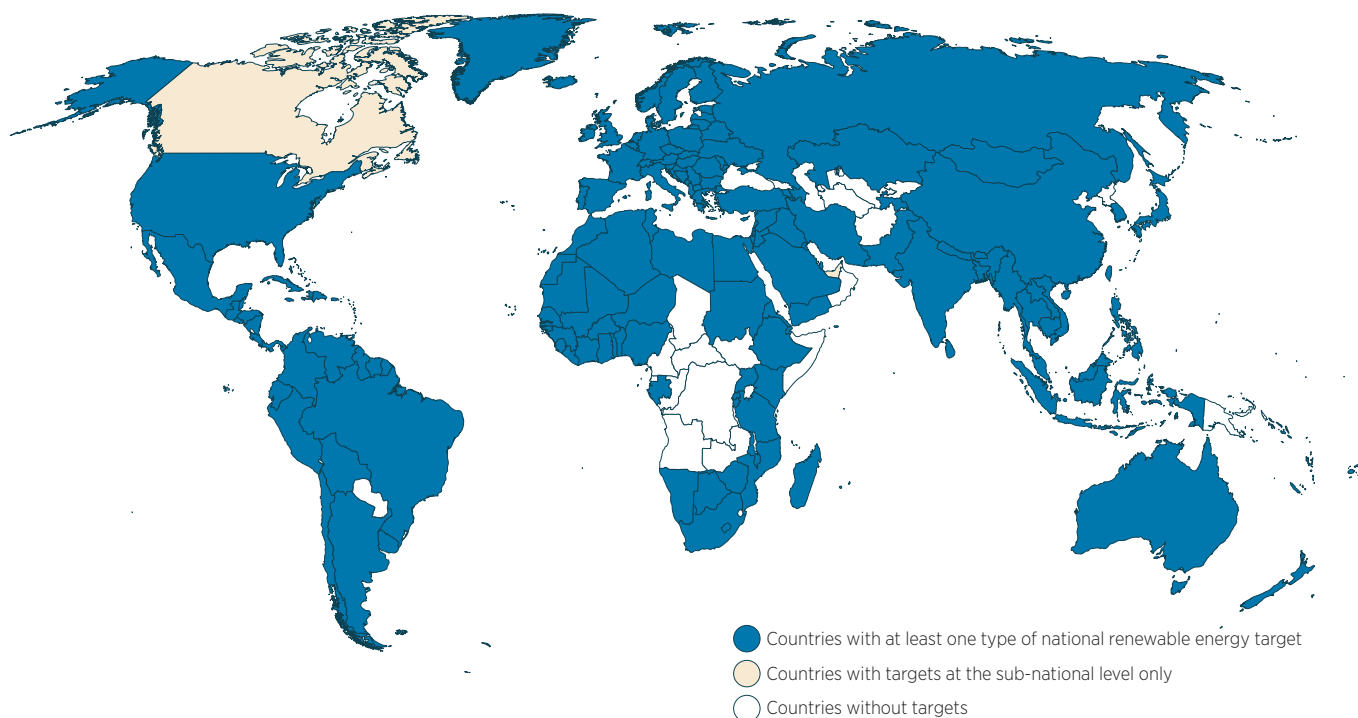 Countries with at least one type of national renewable energy target
Countries with targets at the sub-national level only
Countries without targets